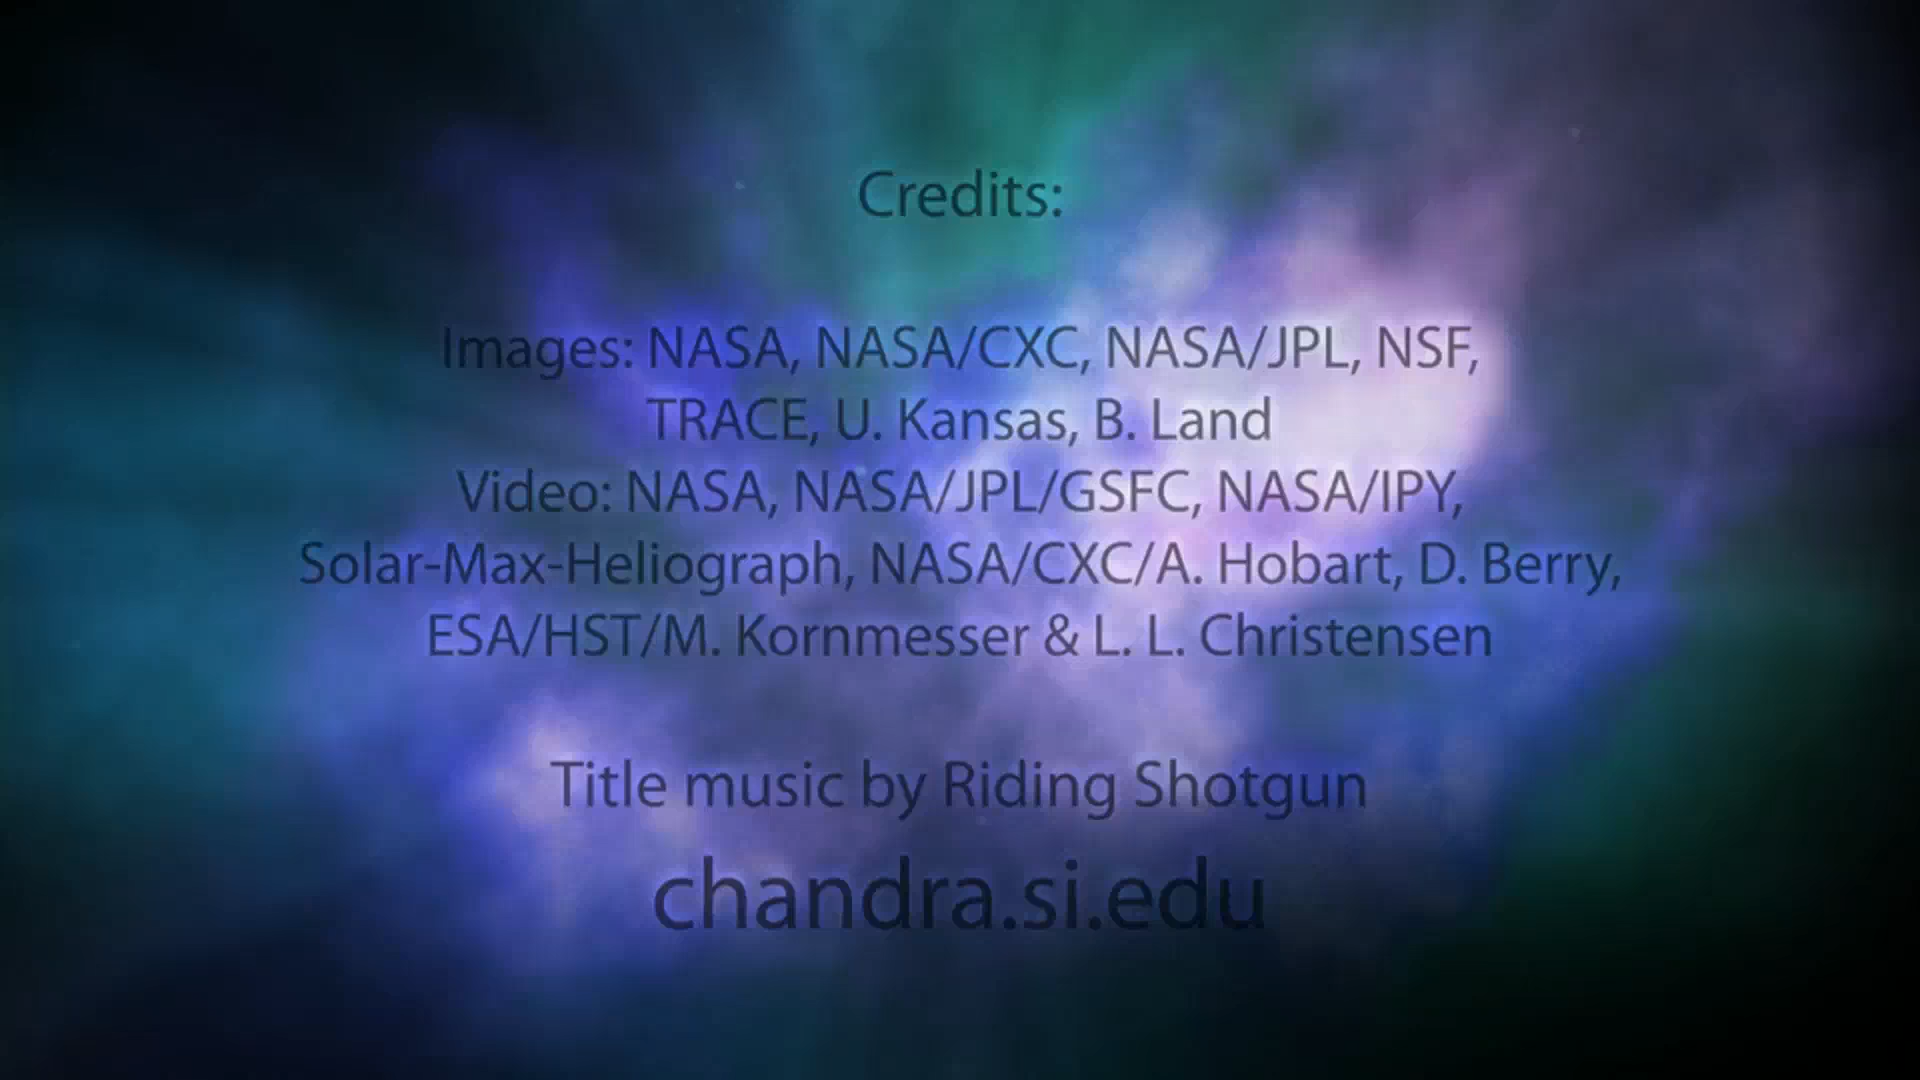 Credits:
Images: NASA, NASA/CXC, NASA/JPL, NSF,
TRACE, U. Kansas, B. Land
Video: NASA, NASA/JPL/GSFC, NASA/IPY,
Solar-Max-Heliograph, NASA/CXC/A. Hobart, D. Berry,
ESA/HST/M. Kornmesser & L. L. Christensen
Title music by Riding Shotgun
chandra.si.edu